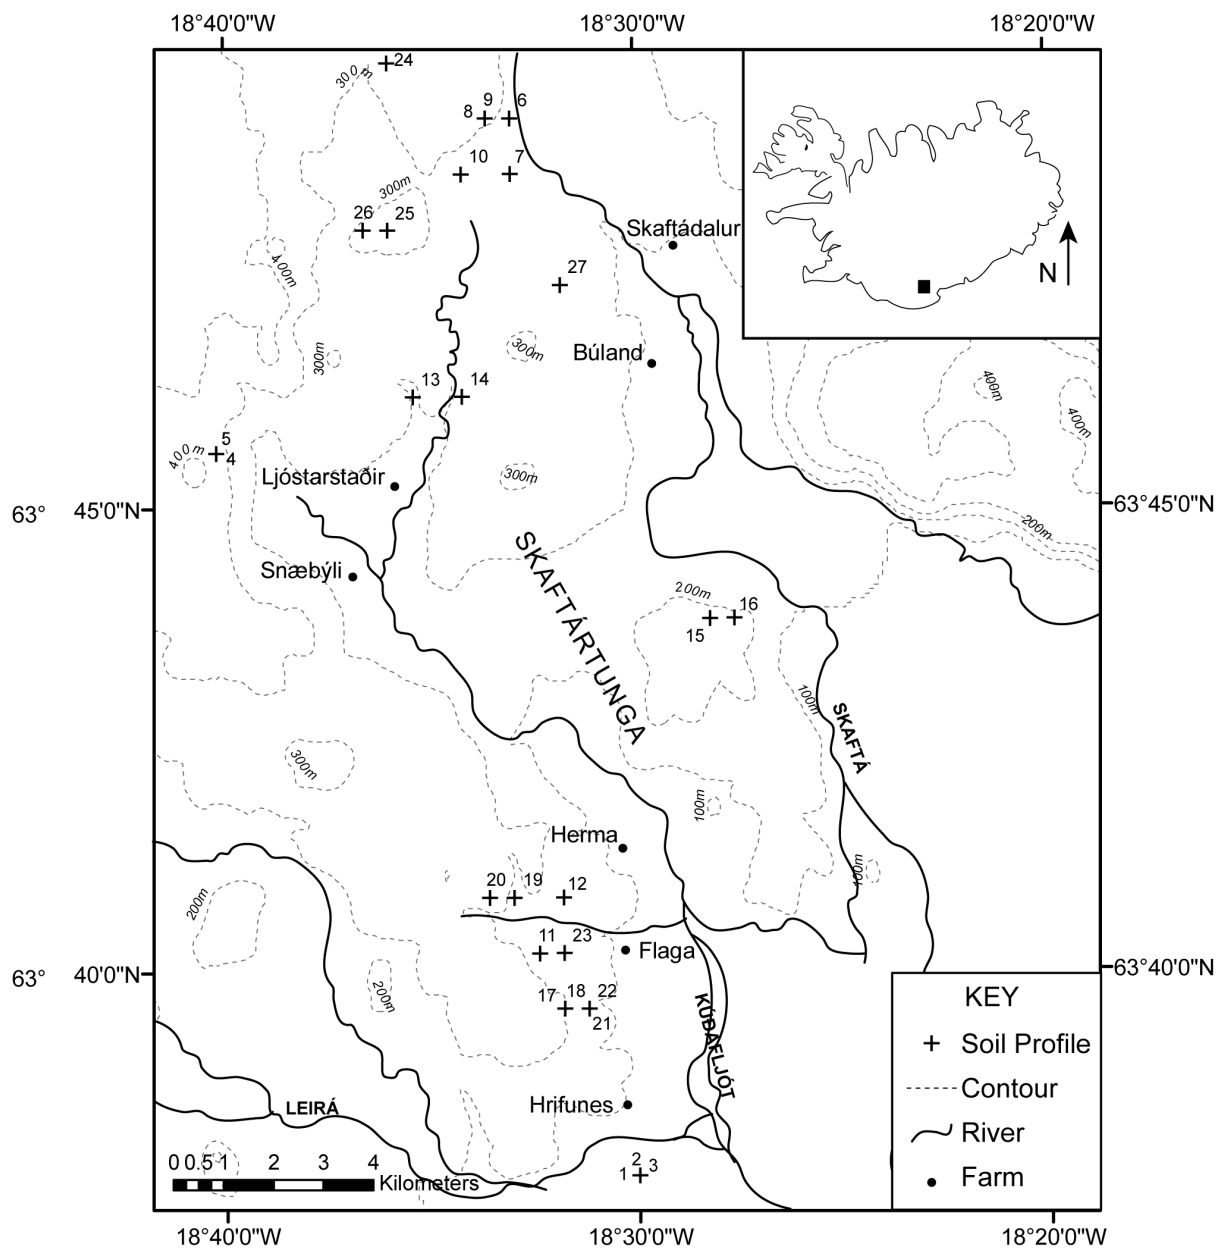 18°40'0"W 18°30'0"W 18°20'0"W
300m 24
8 9 6
10 7
300m
26 25
Skaftádalur
N
400m
27
300m
300m
Búland
13 14
400m
400m
400m
5
4
Ljóstarstaðir
300m
63° 45'0"N
63°45'0"N
200m
SKAFTÁRTUNGA
Snæbýli
200m
16
15
100m
SKAFTÁ
300m
100m
Herma
100m
20 19 12
200m
11 23
Flaga
63° 40'0"N
63°40'0"N
200m
17 18 22
21
KÚÐAFLJÓT
KEY
Soil Profile
Contour
River
Farm
LEIRÁ
Hrifunes
0 0.5 1 2 3 4
Kilometers
1 2 3
18°40'0"W 18°30'0"W 18°20'0"W